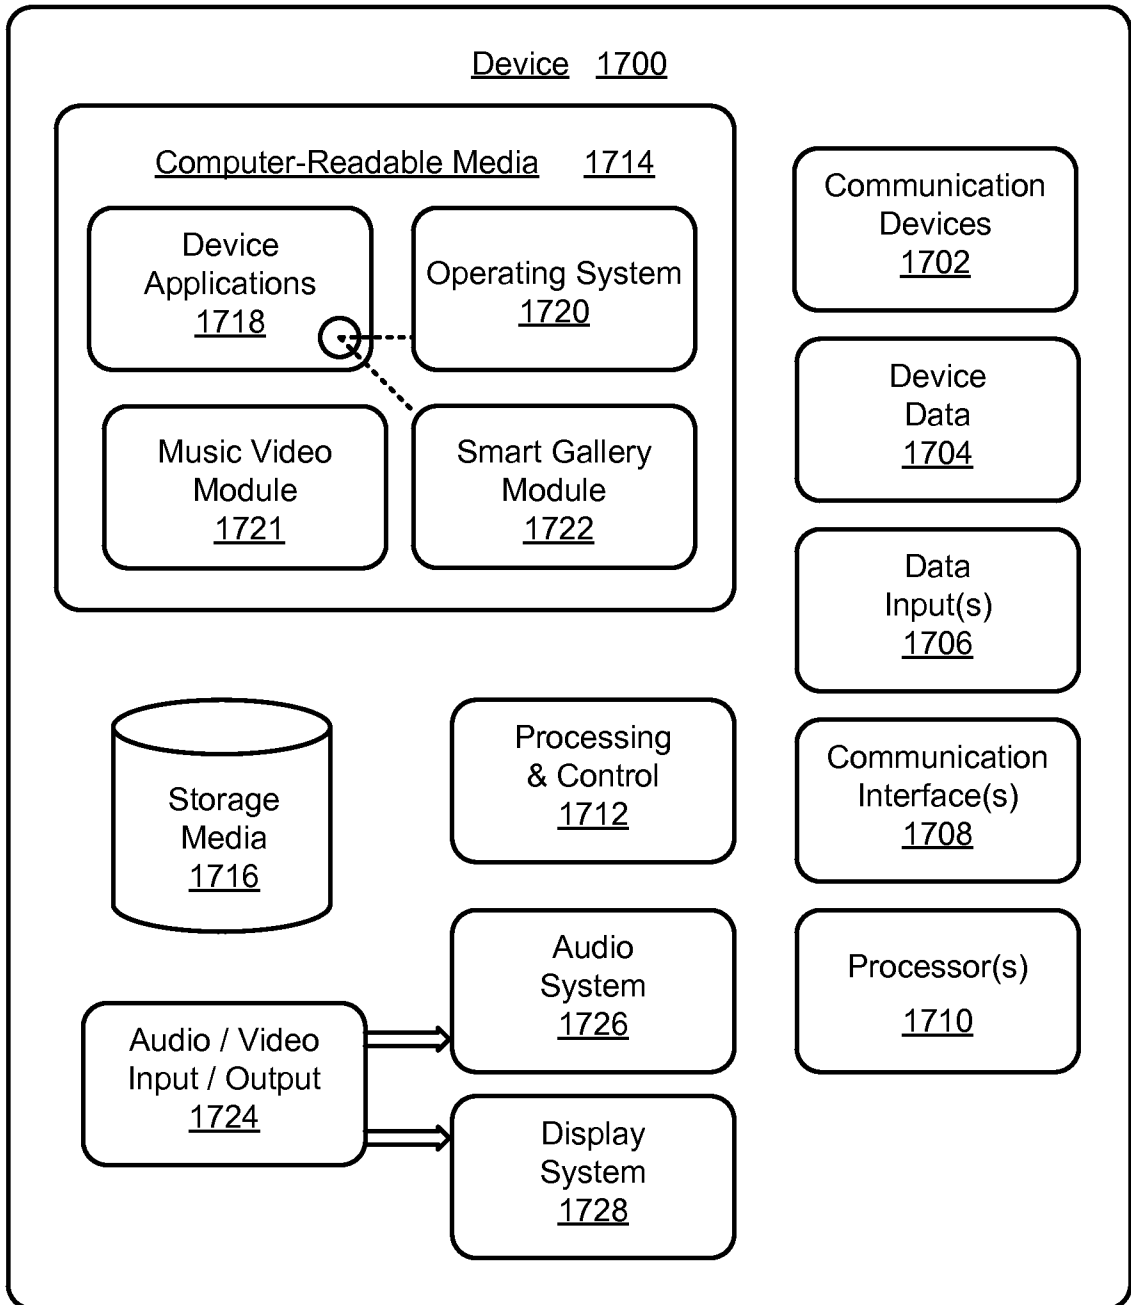 Device 1700
Computer-Readable Media 1714
Device
Applications
1718
Operating System
1720
Music Video
Module
1721
Smart Gallery
Module
1722
Communication
Devices
1702
Device
Data
1704
Data
Input(s)
1706
Communication
Interface(s)
1708
Processor(s)
1710
Storage
Media
1716
Processing
& Control
1712
Audio / Video
Input / Output
1724
Audio
System
1726
Display
System
1728